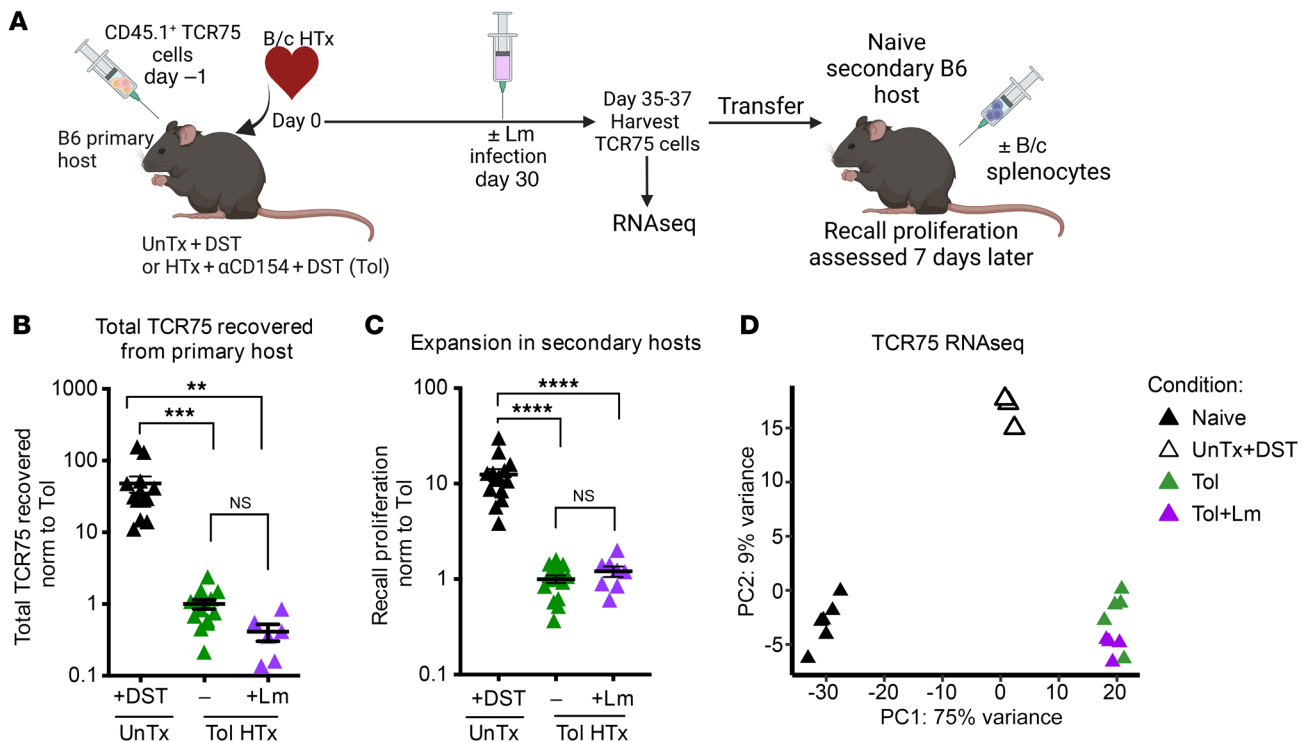 A
CD45.1⁺ TCR75
cells
day –1
B/c HTx
B6 primary
host
Day 0
± Lm
infection
day 30
Day 35-37
Harvest
TCR75 cells
RNAseq
Transfer
Naive
secondary B6
host
± B/c
splenocytes
Recall proliferation
assessed 7 days later
UnTx + DST
or HTx + αCD154 + DST (Tol)
B
Total TCR75 recovered
from primary host
Total TCR75 recovered
norm to Tol
1000
100
10
1
0.1
**
***
NS
+DST
–
+Lm
UnTx
Tol HTx
C
Expansion in secondary hosts
Recall proliferation
norm to Tol
100
10
1
0.1
****
****
NS
+DST
–
+Lm
UnTx
Tol HTx
D
TCR75 RNAseq
PC2: 9% variance
15
10
5
0
-5
-30
-20
-10
0
10
20
PC1: 75% variance
Condition:
Naive
UnTx+DST
Tol
Tol+Lm